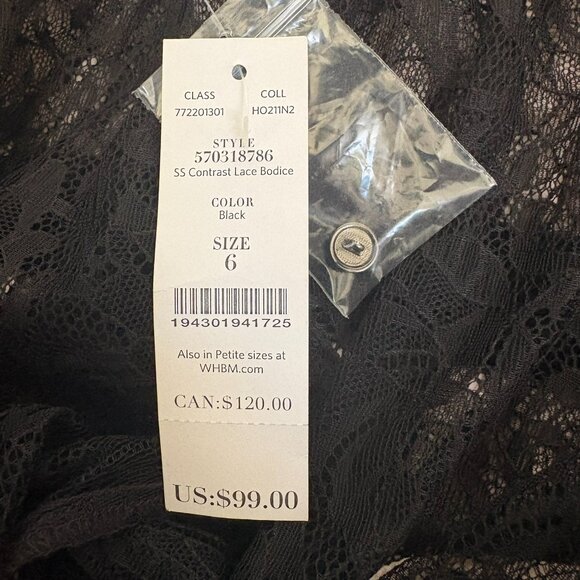 CLASS COLL
772201301 HO211N2
STYLE
570318786
SS Contrast Lace Bodice
COLOR
Black
SIZE
6
194301941725
Also in Petite sizes at
WHBM.com
CAN:$120.00
US:$99.00